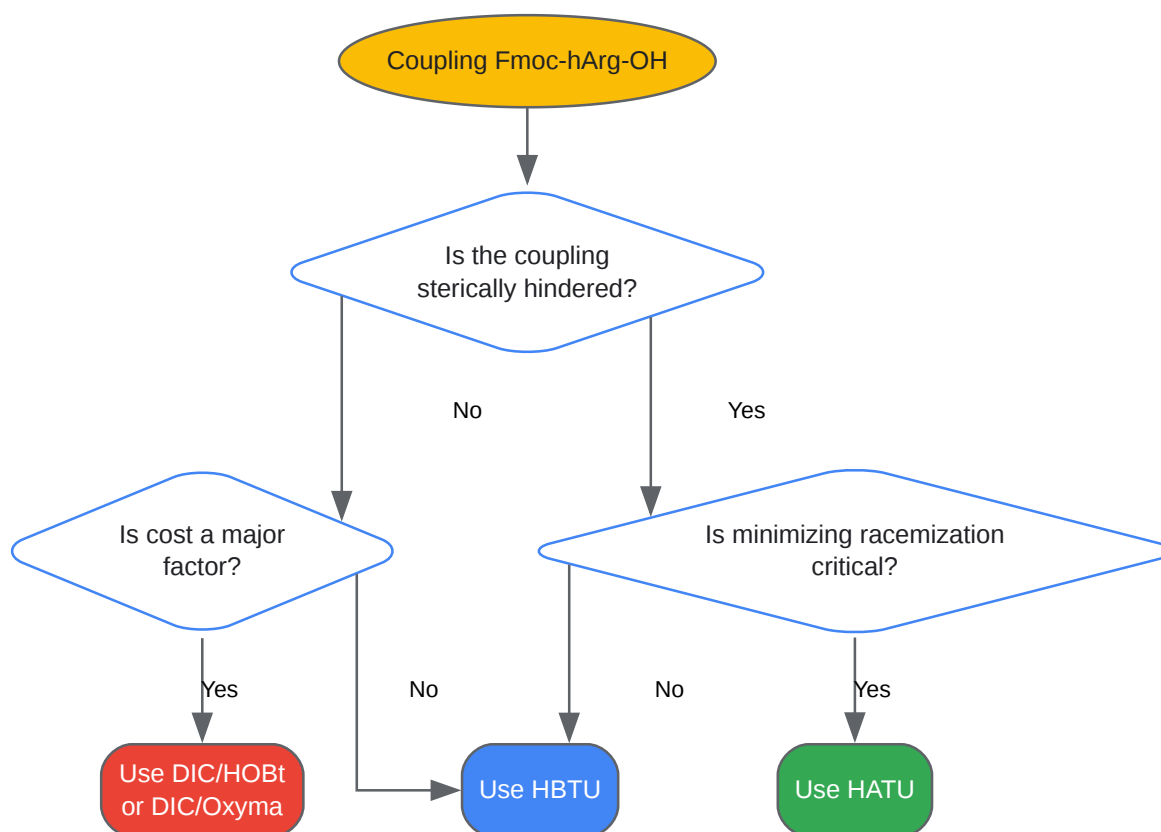 Coupling Fmoc-hArg-OH
Is the coupling
sterically hindered?
No
Yes
Is cost a major
factor?
Is minimizing racemization
critical?
Yes
No
No
Yes
Use DIC/HOBt
or DIC/Oxyma
Use HBTU
Use HATU